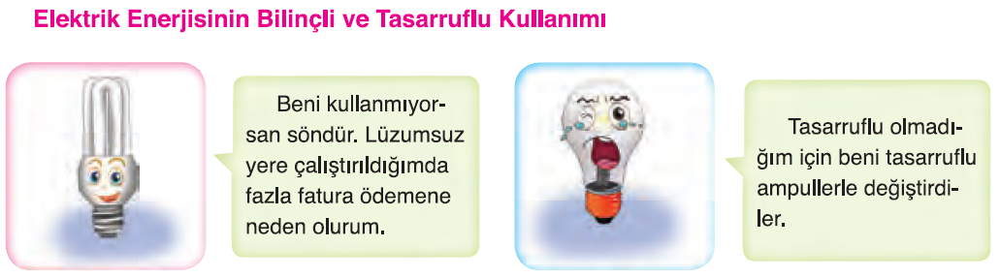 Elektrik Enerjisinin Bilinçli ve Tasarruflu Kullanımı
Beni kullanmıyor-
san söndür. Lüzumsuz
yere çalıştırıldığımda
fazla fatura ödemene
neden olurum.
Tasarruflu olmadı-
ğım için beni tasarruflu
ampullerle değiştirdi-
ler.